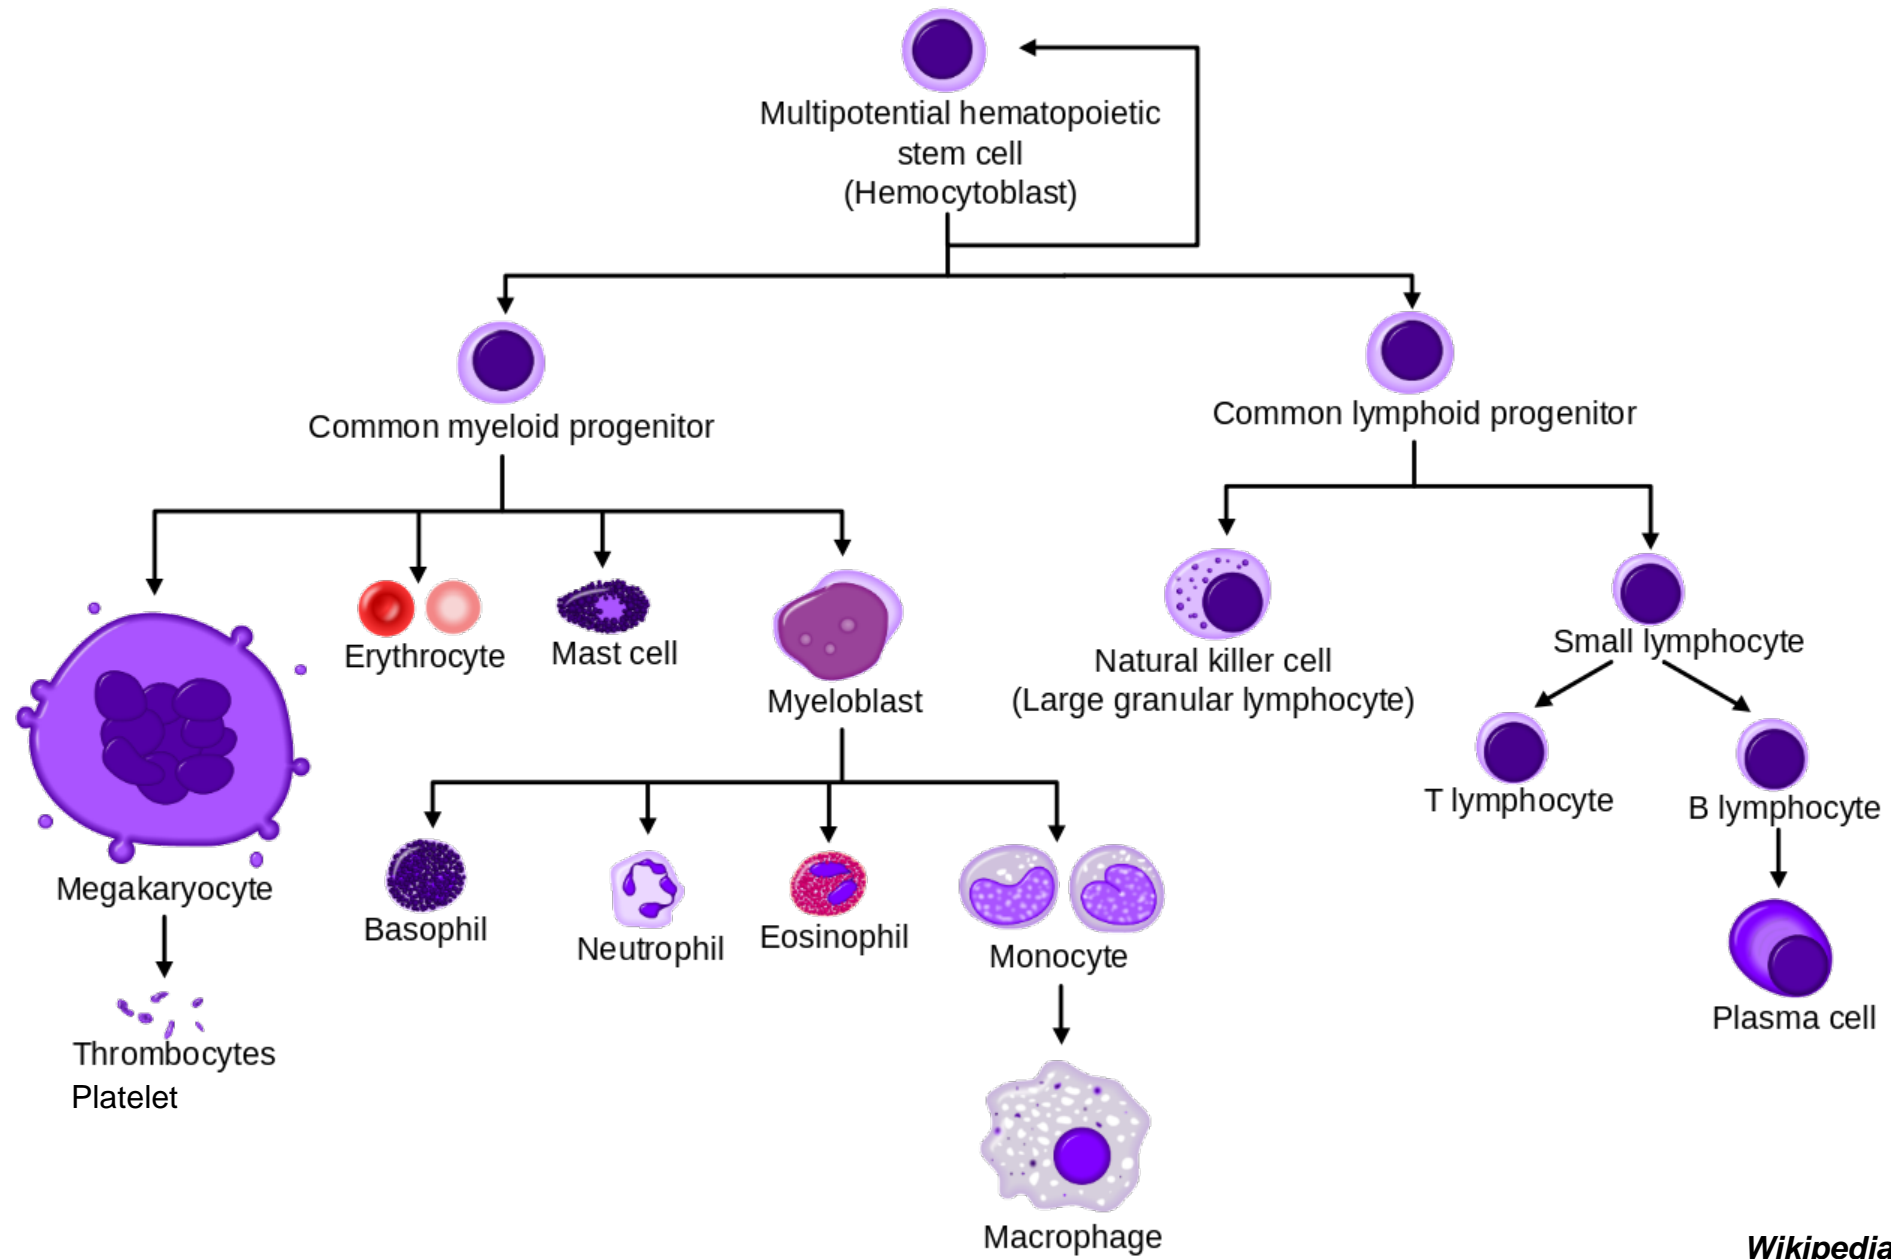 Multipotential hematopoietic
stem cell
(Hemocytoblast)
Common myeloid progenitor
Common lymphoid progenitor
Erythrocyte
Mast cell
Myeloblast
Natural killer cell
(Large granular lymphocyte)
Small lymphocyte
T lymphocyte
B lymphocyte
Megakaryocyte
Basophil
Neutrophil
Eosinophil
Monocyte
Plasma cell
Thrombocytes
Platelet
Macrophage
Wikipedia